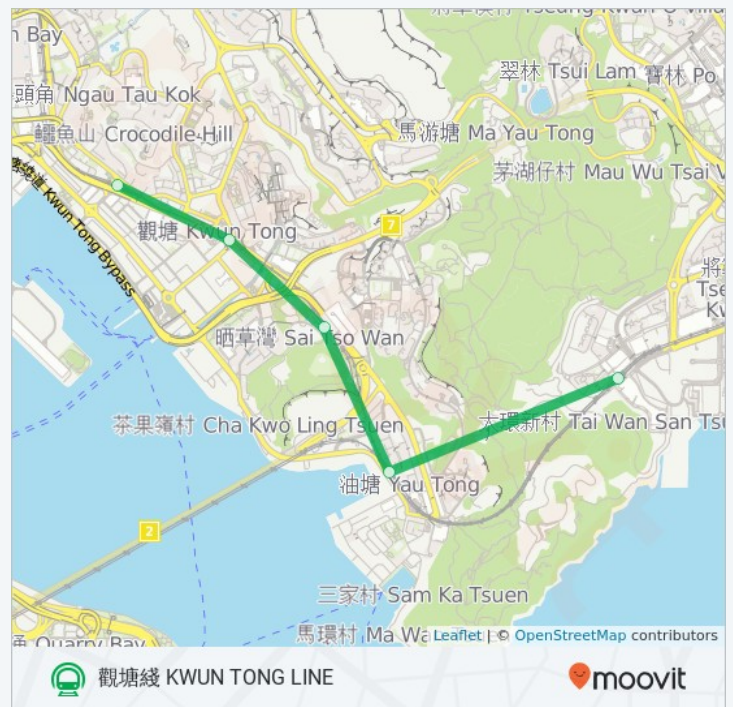 n Bay
翠林 Tsui Lam
寶林 Po
頭角 Ngau Tau Kok
鱷魚山 Crocodile Hill
馬游塘 Ma Yau Tong
茅湖仔村 Mau Wu Tsai V
Kwun Tong Bypass
7
觀塘 Kwun Tong
將
Tse
Kw
晒草灣 Sai Tso Wan
茶果嶺村 Cha Kwo Ling Tsuen
大環新村 Tai Wan San Tsu
油塘 Yau Tong
2
三家村 Sam Ka Tsuen
馬環村 Ma Wa
Quarry Bay
Leaflet | © OpenStreetMap contributors
觀塘綫 KWUN TONG LINE
moovit